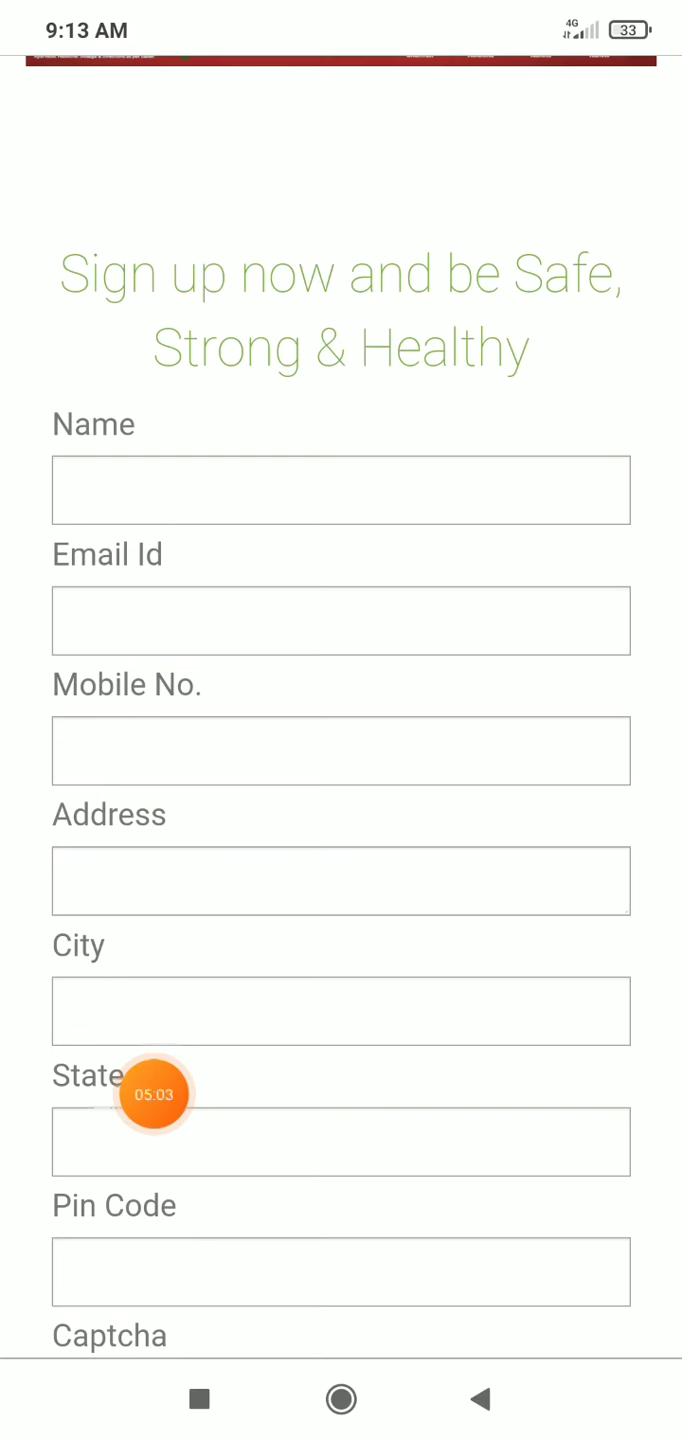 9:13 AM
4G
33
Sign up now and be Safe,
Strong & Healthy
Name
Email Id
Mobile No.
Address
City
State
05:03
Pin Code
Captcha